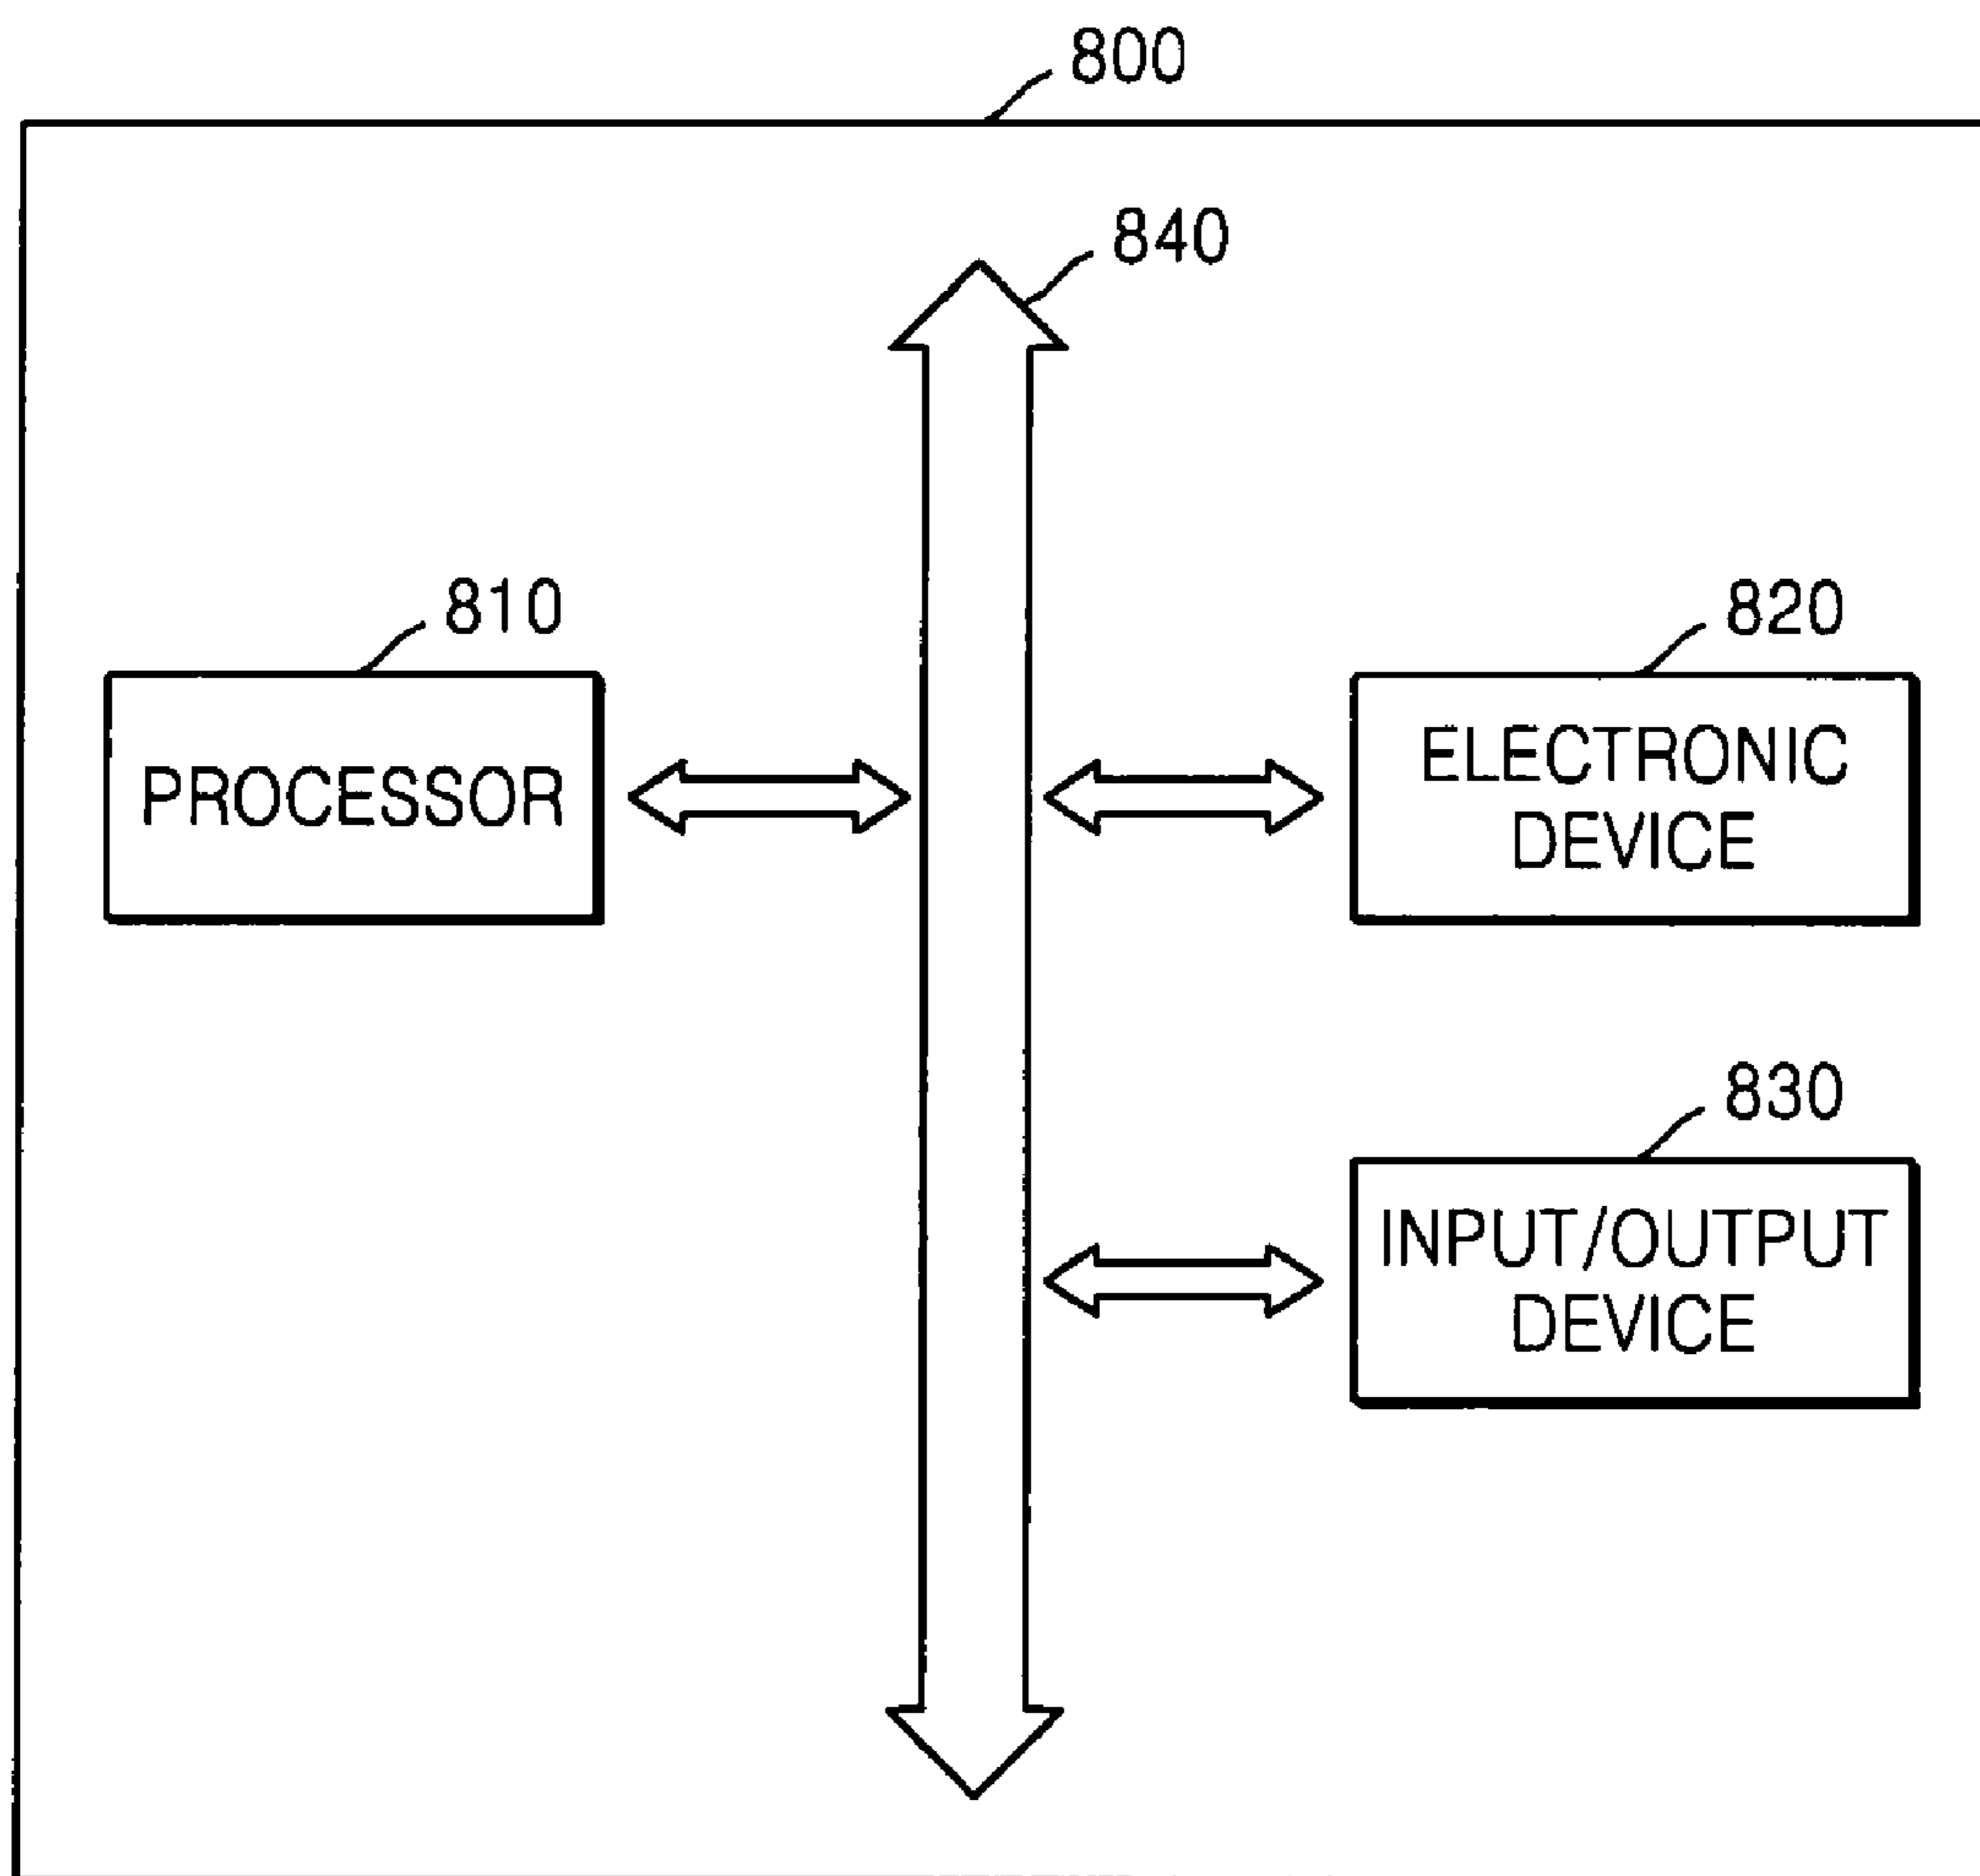 800
840
810
PROCESSOR
820
ELECTRONIC
DEVICE
830
INPUT/OUTPUT
DEVICE